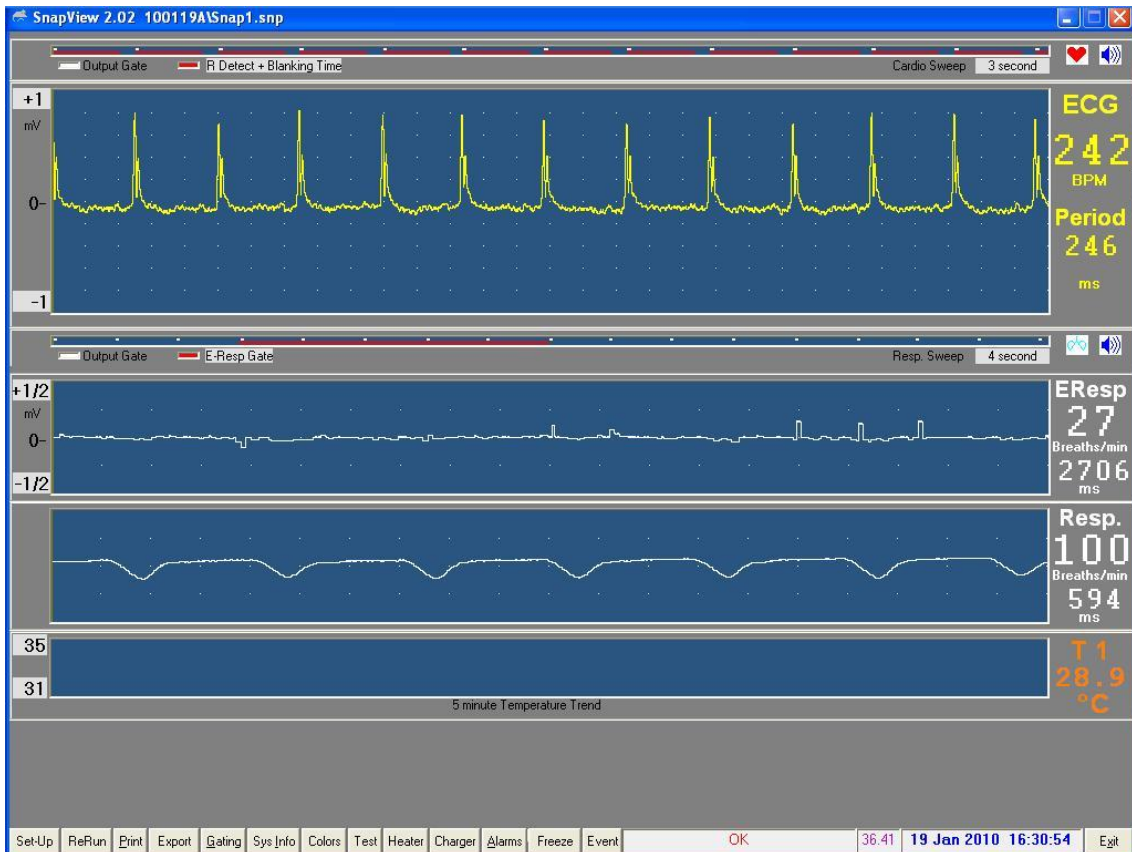 SnapView 2.02 100119A\Snap1.snp
Output Gate R Detect + Blanking Time Cardio Sweep 3 second
+1
mV
0-
-1
ECG
242
BPM
Period
246
ms
Output Gate E-Resp Gate Resp. Sweep 4 second
+1/2
mV
0-
-1/2
EResp
27
Breaths/min
2706
ms
Resp.
100
Breaths/min
594
ms
35
31
T1
28.9
°C
5 minute Temperature Trend
Set-Up ReRun Print Export Gating Sys Info Colors Test Heater Charger Alarms Freeze Event OK 36.41 19 Jan 2010 16:30:54 Exit